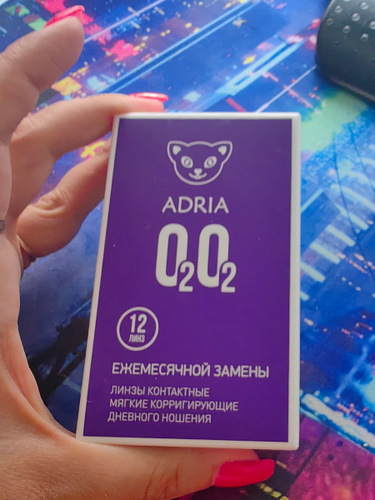 ADRIA
O2O2
12
ЛИНЗ
ЕЖЕМЕСЯЧНОЙ ЗАМЕНЫ
ЛИНЗЫ КОНТАКТНЫЕ
МЯГКИЕ КОРРИГИРУЮЩИЕ
ДНЕВНОГО НОШЕНИЯ